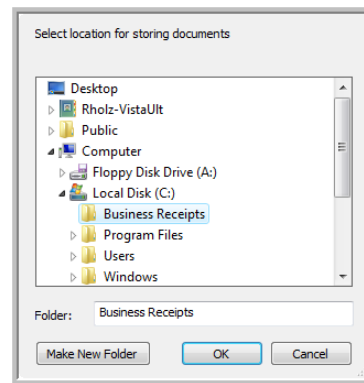 Select location for storing documents
Desktop
Rholz-VistaUlt
Public
Computer
Floppy Disk Drive (A:)
Local Disk (C:)
Business Receipts
Program Files
Users
Windows
Folder: Business Receipts
Make New Folder OK Cancel